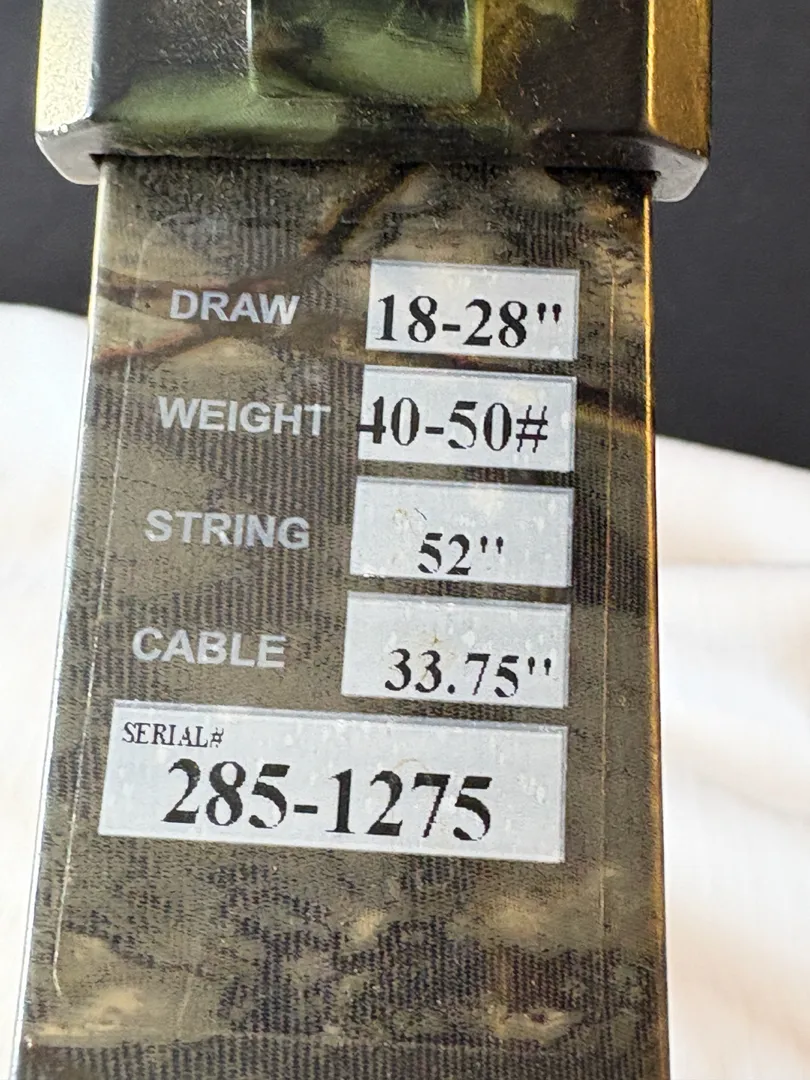 DRAW 18-28"
WEIGHT 40-50#
STRING 52"
CABLE 33.75"
SERIAL#
285-1275